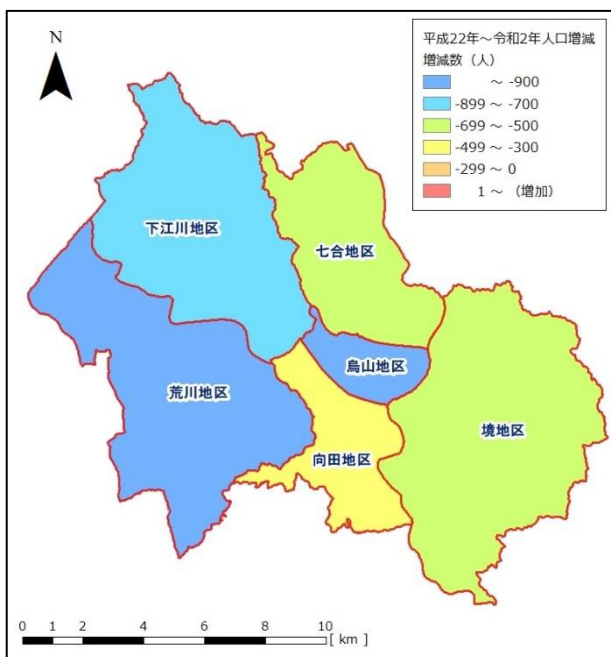 N
平成22年～令和2年人口増減
増減数（人）
～ -900
-899 ～ -700
-699 ～ -500
-499 ～ -300
-299 ～ 0
1 ～ （増加）
下江川地区
七合地区
烏山地区
荒川地区
境地区
向田地区
0 1 2 4 6 8 10
[ km ]